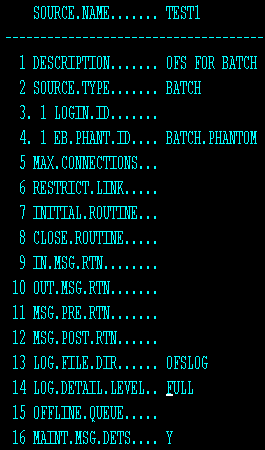 SOURCE.NAME....... TEST1
------------------------------------
1 DESCRIPTION....... OFS FOR BATCH
2 SOURCE.TYPE....... BATCH
3. 1 LOGIN.ID.......
4. 1 EB.PHANT.ID.... BATCH.PHANTOM
5 MAX.CONNECTIONS...
6 RESTRICT.LINK.....
7 INITIAL.ROUTINE...
8 CLOSE.ROUTINE.....
9 IN.MSG.RTN........
10 OUT.MSG.RTN.......
11 MSG.PRE.RTN.......
12 MSG.POST.RTN......
13 LOG.FILE.DIR...... OFSLOG
14 LOG.DETAIL.LEVEL.. FULL
15 OFFLINE.QUEUE.....
16 MAINT.MSG.DETS.... Y